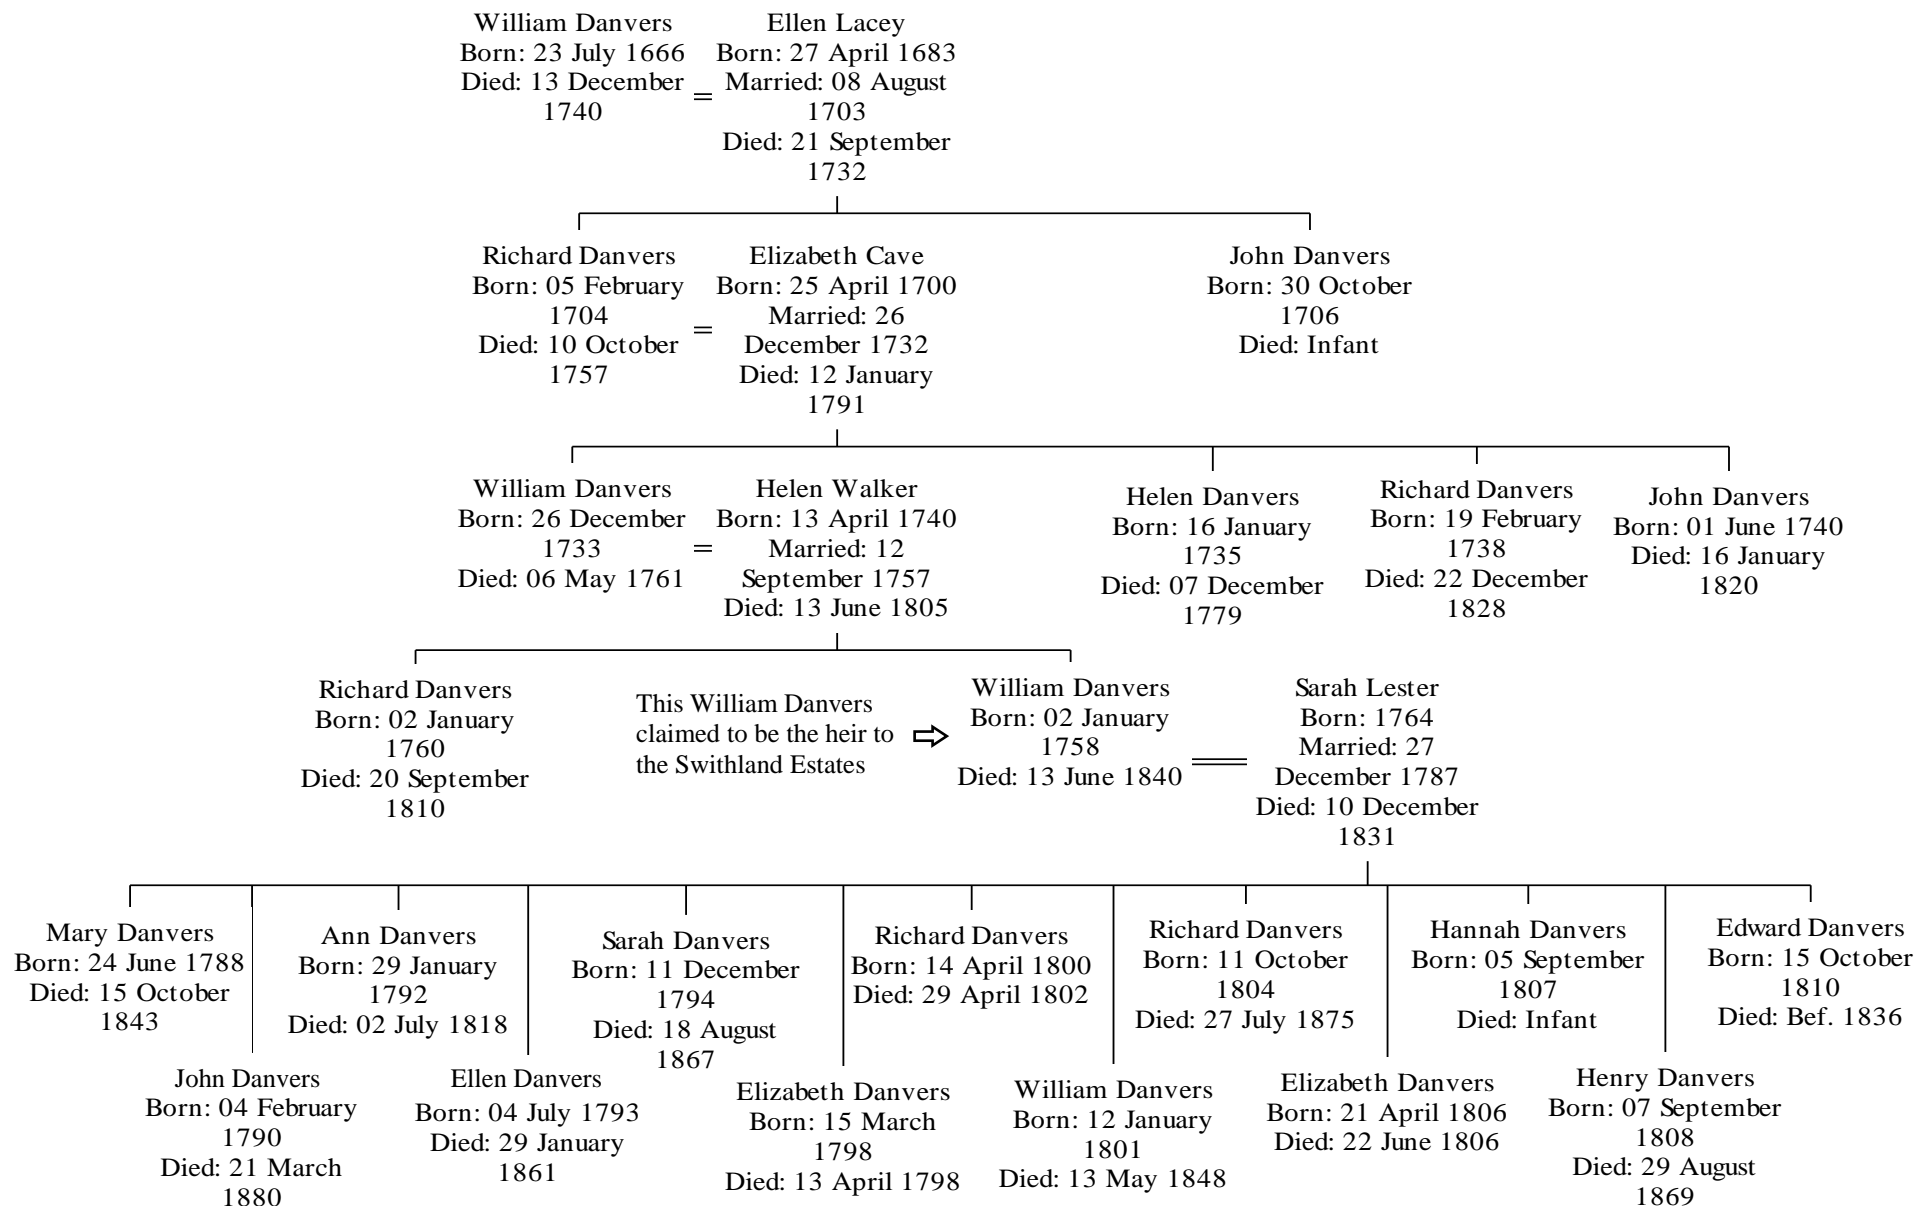 William Danvers
Born: 23 July 1666
Died: 13 December
1740
=
Ellen Lacey
Born: 27 April 1683
Married: 08 August
1703
Died: 21 September
1732
Richard Danvers
Born: 05 February
1704
Died: 10 October
1757
=
Elizabeth Cave
Born: 25 April 1700
Married: 26
December 1732
Died: 12 January
1791
John Danvers
Born: 30 October
1706
Died: Infant
William Danvers
Born: 26 December
1733
Died: 06 May 1761
=
Helen Walker
Born: 13 April 1740
Married: 12
September 1757
Died: 13 June 1805
Helen Danvers
Born: 16 January
1735
Died: 07 December
1779
Richard Danvers
Born: 19 February
1738
Died: 22 December
1828
John Danvers
Born: 01 June 1740
Died: 16 January
1820
Richard Danvers
Born: 02 January
1760
Died: 20 September
1810
This William Danvers
claimed to be the heir to
the Swithland Estates
William Danvers
Born: 02 January
1758
Died: 13 June 1840
Sarah Lester
Born: 1764
Married: 27
December 1787
Died: 10 December
1831
Mary Danvers
Born: 24 June 1788
Died: 15 October
1843
Ann Danvers
Born: 29 January
1792
Died: 02 July 1818
Sarah Danvers
Born: 11 December
1794
Died: 18 August
1867
Richard Danvers
Born: 14 April 1800
Died: 29 April 1802
Richard Danvers
Born: 11 October
1804
Died: 27 July 1875
Hannah Danvers
Born: 05 September
1807
Died: Infant
Edward Danvers
Born: 15 October
1810
Died: Bef. 1836
John Danvers
Born: 04 February
1790
Died: 21 March
1880
Ellen Danvers
Born: 04 July 1793
Died: 29 January
1861
Elizabeth Danvers
Born: 15 March
1798
Died: 13 April 1798
William Danvers
Born: 12 January
1801
Died: 13 May 1848
Elizabeth Danvers
Born: 21 April 1806
Died: 22 June 1806
Henry Danvers
Born: 07 September
1808
Died: 29 August
1869